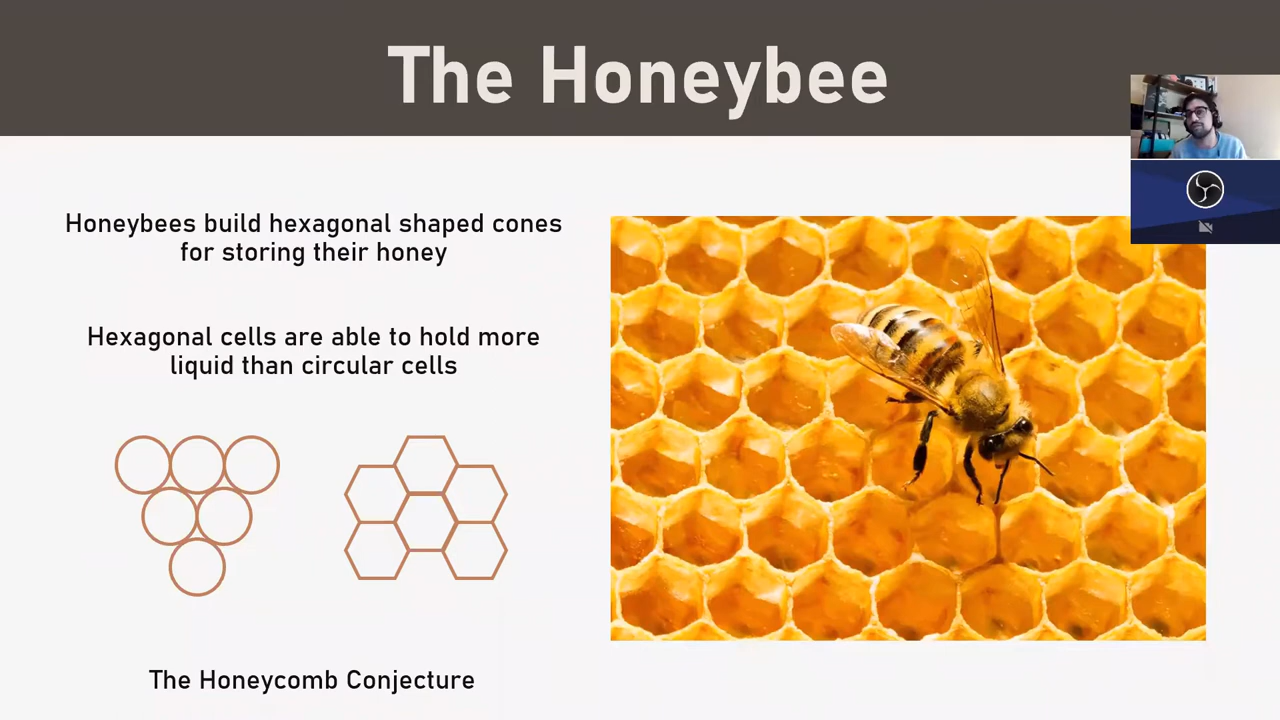 The Honeybee
Honeybees build hexagonal shaped cones
for storing their honey
Hexagonal cells are able to hold more
liquid than circular cells
The Honeycomb Conjecture